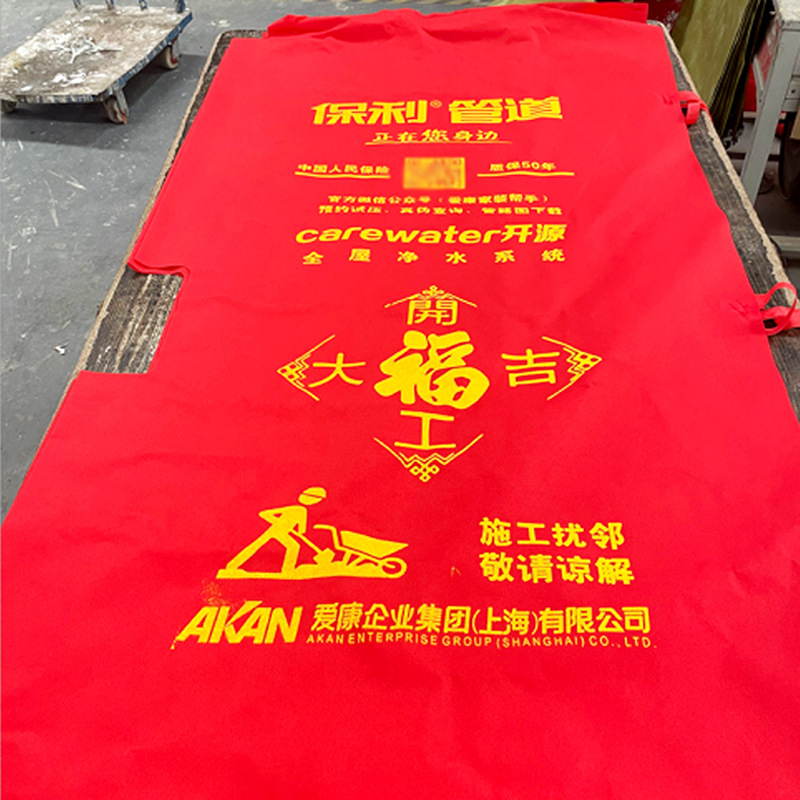 保利®管道
正在您身边
中国人民保险 质保50年
官方微信公众号(爱康家装帮手)
预约试压、真伪查询、管路图下载
carewater开源
全屋净水系统
開
大福吉
工
施工扰邻
敬请谅解
AKAN 爱康企业集团(上海)有限公司
AKAN ENTERPRISE GROUP (SHANGHAI) CO., LTD.